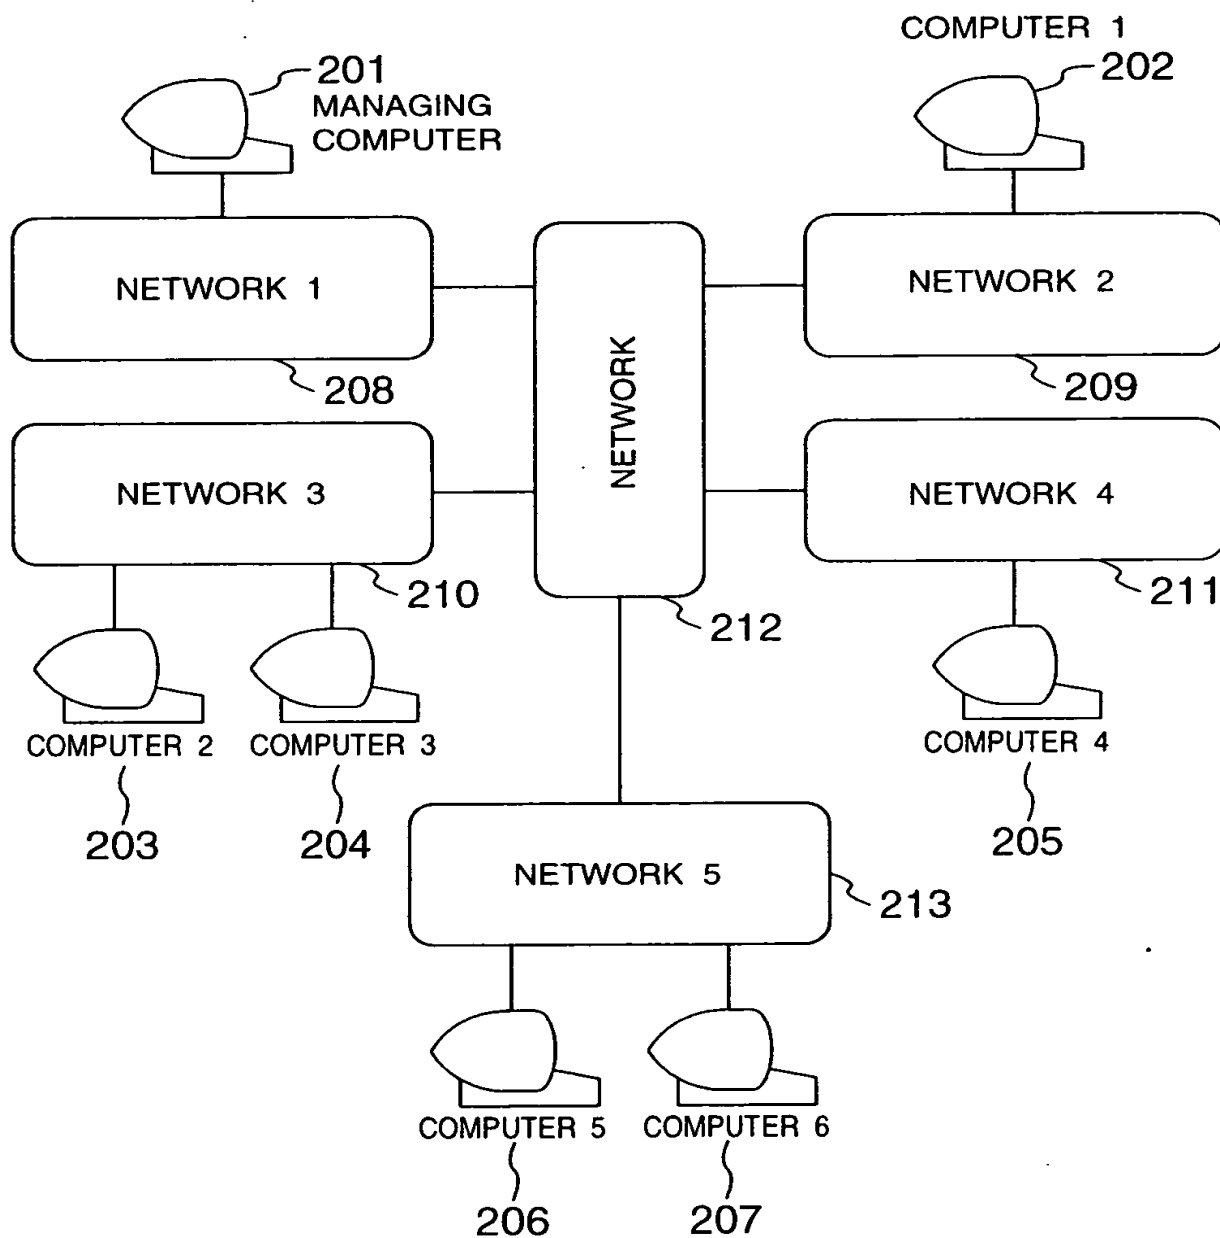 COMPUTER 1
201
MANAGING
COMPUTER
202
NETWORK 1
NETWORK
NETWORK 2
208
209
NETWORK 3
NETWORK 4
210
212
211
COMPUTER 2
COMPUTER 3
COMPUTER 4
203
204
205
NETWORK 5
213
COMPUTER 5
COMPUTER 6
206
207